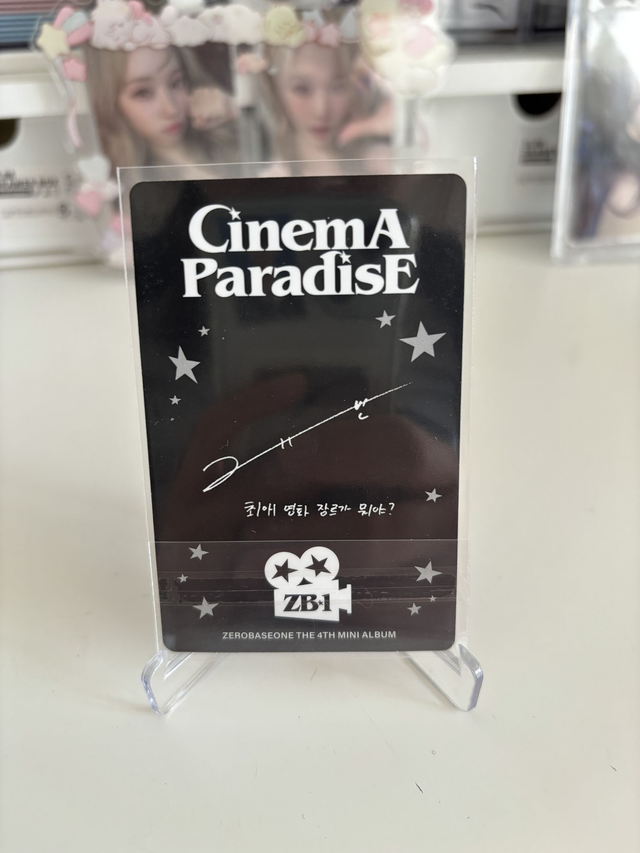 CinemA
ParadisE
최애 영화 장르가 뭐야?
ZB1
ZEROBASEONE THE 4TH MINI ALBUM